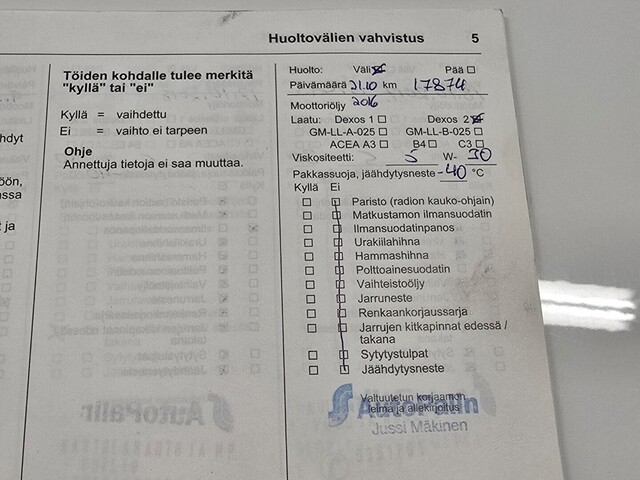 Huoltovälien vahvistus 5
Töiden kohdalle tulee merkitä
"kyllä" tai "ei"
Kyllä = vaihdettu
Ei = vaihto ei tarpeen
Ohje
Annettuja tietoja ei saa muuttaa.
Huolto: Väli Pää
Päivämäärä 21.10 km 17874
2016
Moottoriöljy
Laatu: Dexos 1 Dexos 2
GM-LL-A-025 GM-LL-B-025
ACEA A3 B4 C3
Viskositeetti: 5 W- 30
Pakkassuoja, jäähdytysneste -40 °C
Kyllä Ei
Paristo (radion kauko-ohjain)
Matkustamon ilmansuodatin
Ilmansuodatinpanos
Urakiilahihna
Hammashihna
Polttoainesuodatin
Vaihteistoöljy
Jarruneste
Renkaankorjaussarja
Jarrujen kitkapinnat edessä /
takana
Sytytystulpat
Jäähdytysneste
Valtuutetun korjaamon
leima ja allekirjoitus
AutoPalin
Jussi Mäkinen